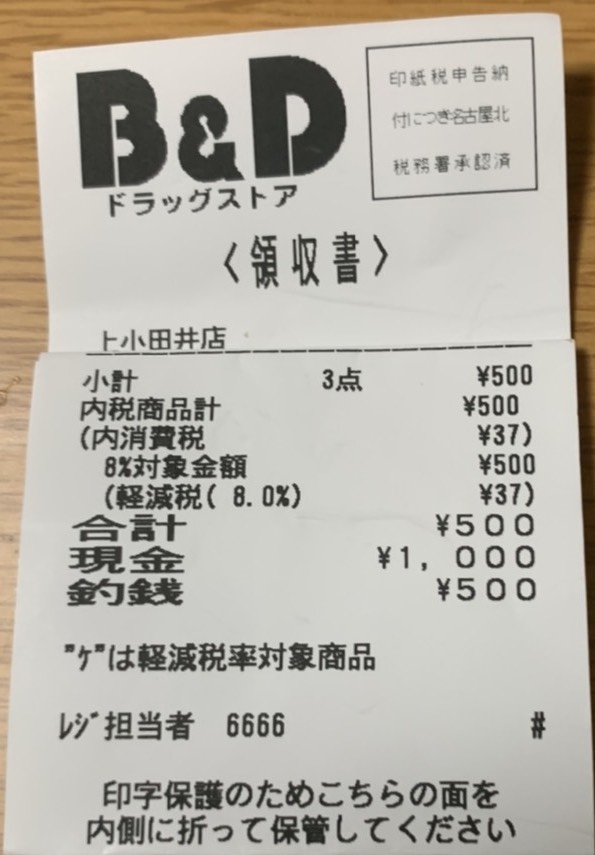 B&D
ドラッグストア
印紙税申告納
付につき名古屋北
税務署承認済
〈領収書〉
上小田井店
小計 3点 ¥500
内税商品計 ¥500
(内消費税 ¥37)
8%対象金額 ¥500
(軽減税( 8.0%) ¥37)
合計 ¥500
現金 ¥1,000
釣銭 ¥500
"ケ"は軽減税率対象商品
レジ担当者 6666 #
印字保護のためこちらの面を
内側に折って保管してください